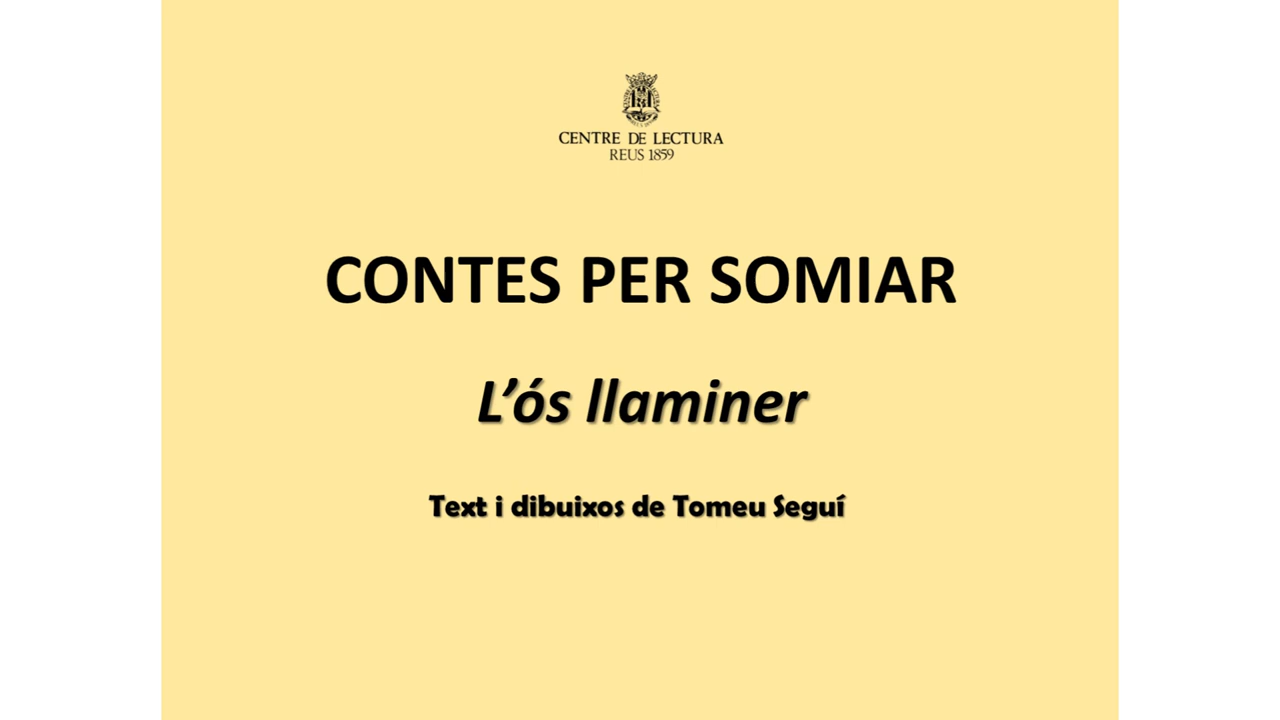 CENTRE DE LECTURA
REUS 1859
CONTES PER SOMIAR
L’ós llaminer
Text i dibuixos de Tomeu Seguí